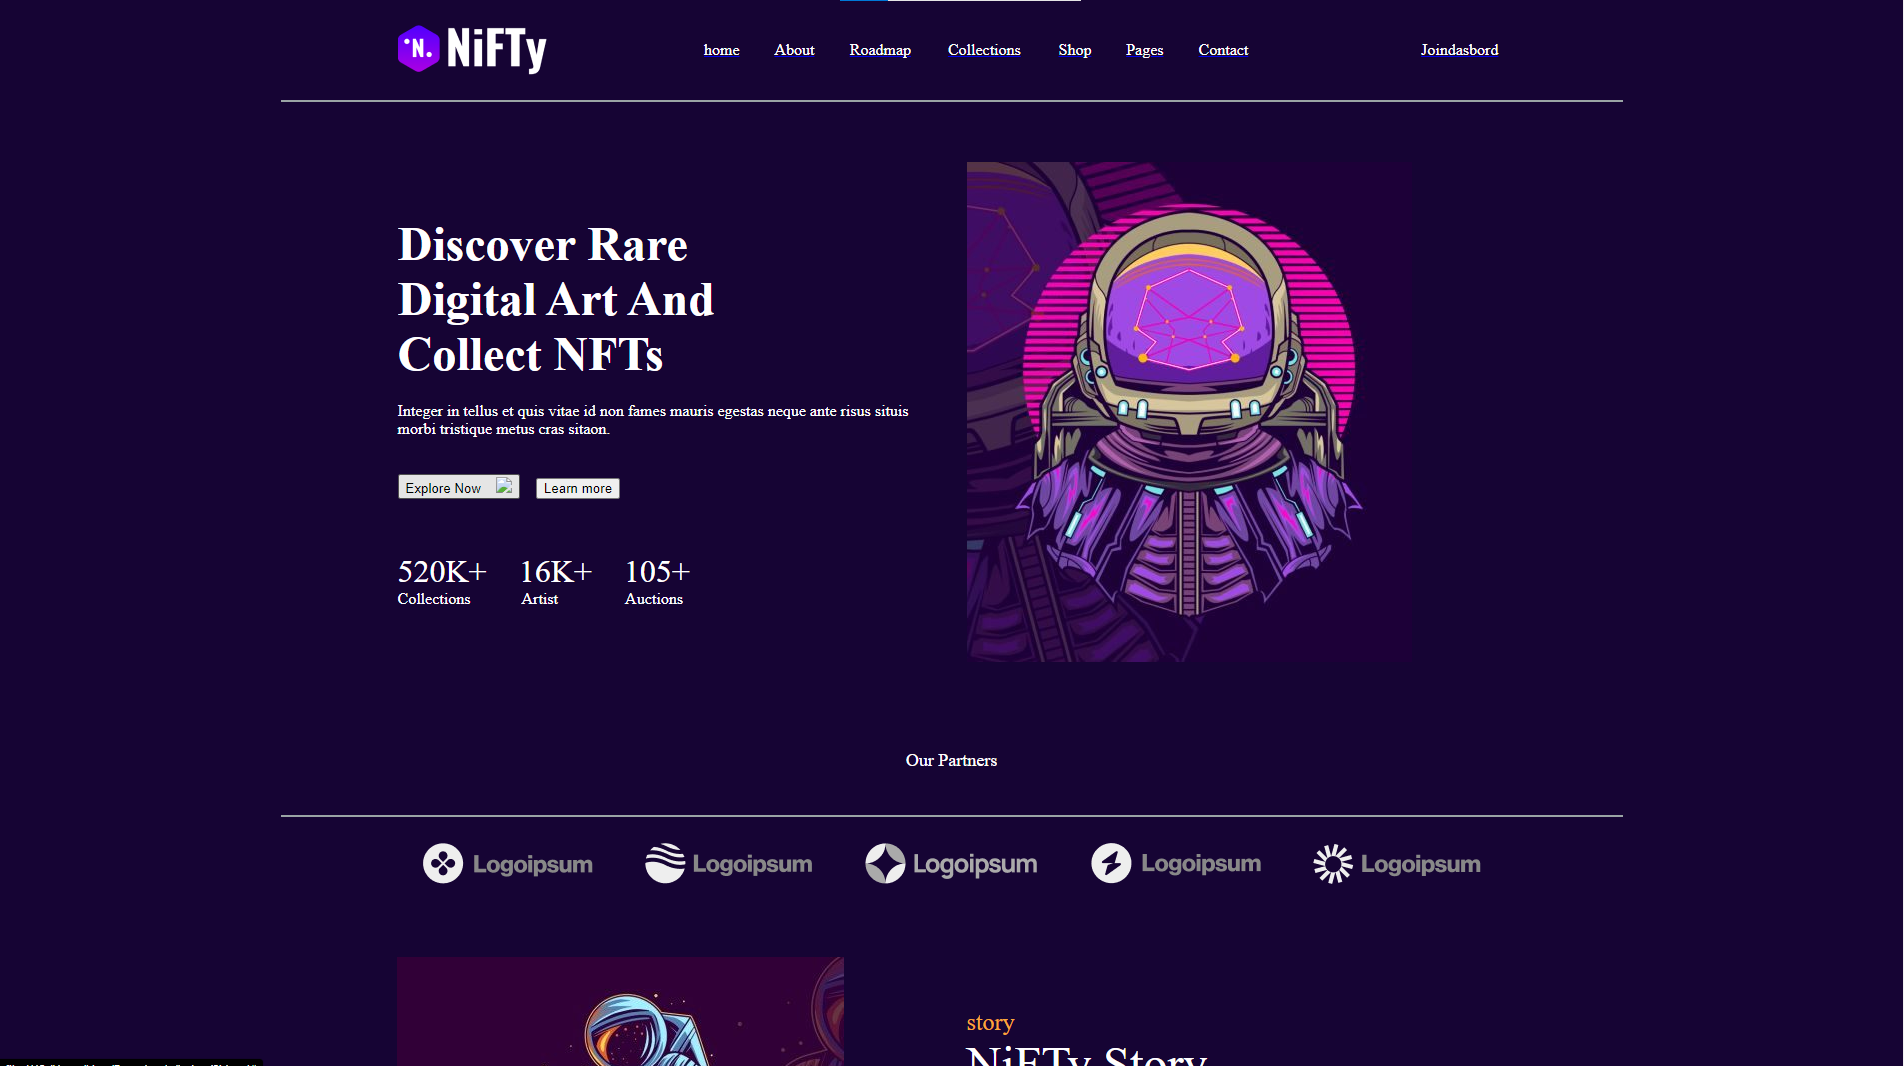 NiFTy
home About Roadmap Collections Shop Pages Contact Joindasbord
Discover Rare
Digital Art And
Collect NFTs
Integer in tellus et quis vitae id non fames mauris egestas neque ante risus situis
morbi tristique metus cras sitaon.
Explore Now Learn more
520K+ 16K+ 105+
Collections Artist Auctions
Our Partners
Logoipsum Logoipsum Logoipsum Logoipsum Logoipsum
story
NiFTy Story